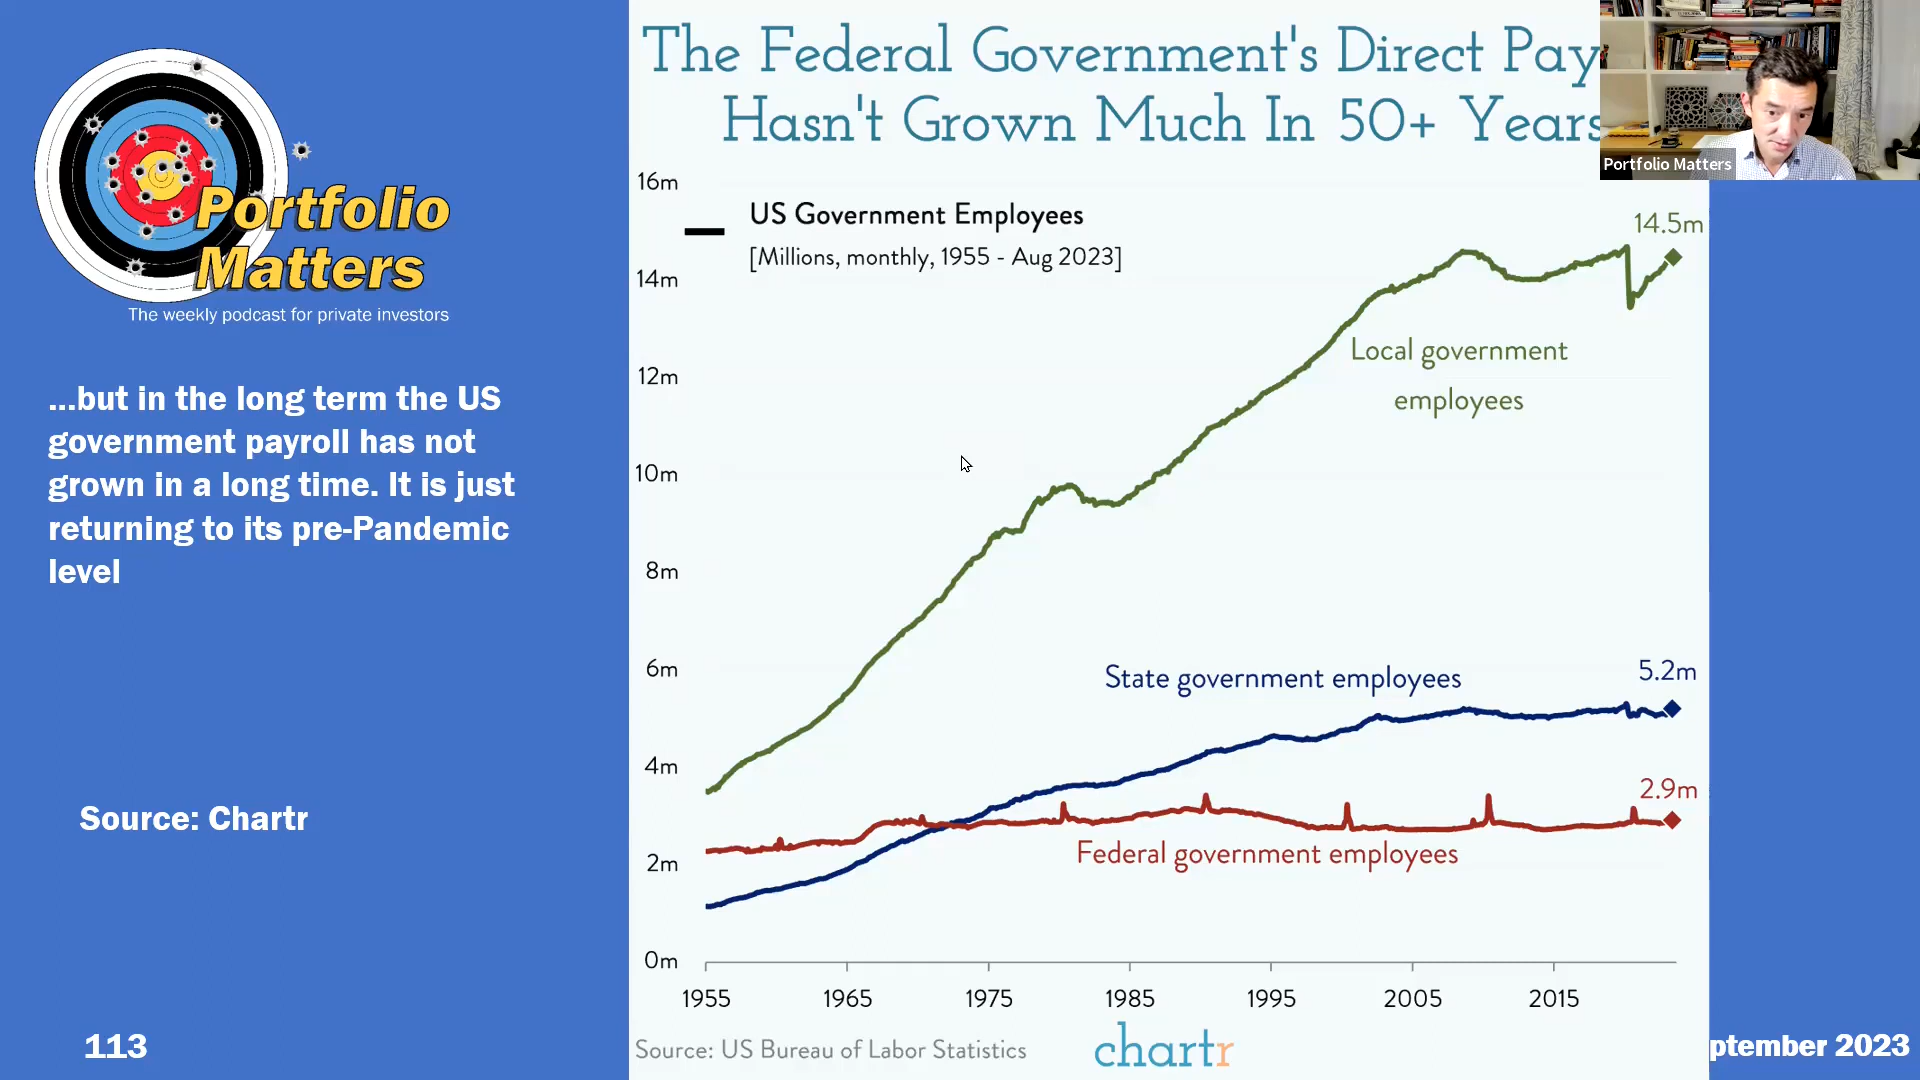 The Federal Government's Direct Pay
Hasn't Grown Much In 50+ Years
Portfolio Matters
Portfolio
Matters
The weekly podcast for private investors
...but in the long term the US
government payroll has not
grown in a long time. It is just
returning to its pre-Pandemic
level
Source: Chartr
113
16m
14m
12m
10m
8m
6m
4m
2m
0m
US Government Employees
[Millions, monthly, 1955 - Aug 2023]
14.5m
Local government
employees
5.2m
State government employees
2.9m
Federal government employees
1955 1965 1975 1985 1995 2005 2015
Source: US Bureau of Labor Statistics
chartr
ptember 2023